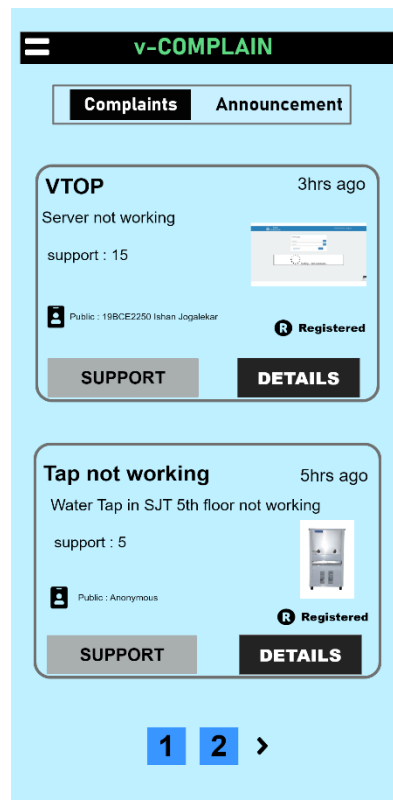 v-COMPLAIN
Complaints Announcement
VTOP 3hrs ago
Server not working
support : 15
Public : 19BCE2250 Ishan Jogalekar
R Registered
SUPPORT DETAILS
Tap not working 5hrs ago
Water Tap in SJT 5th floor not working
support : 5
Public : Anonymous
R Registered
SUPPORT DETAILS
1 2 >